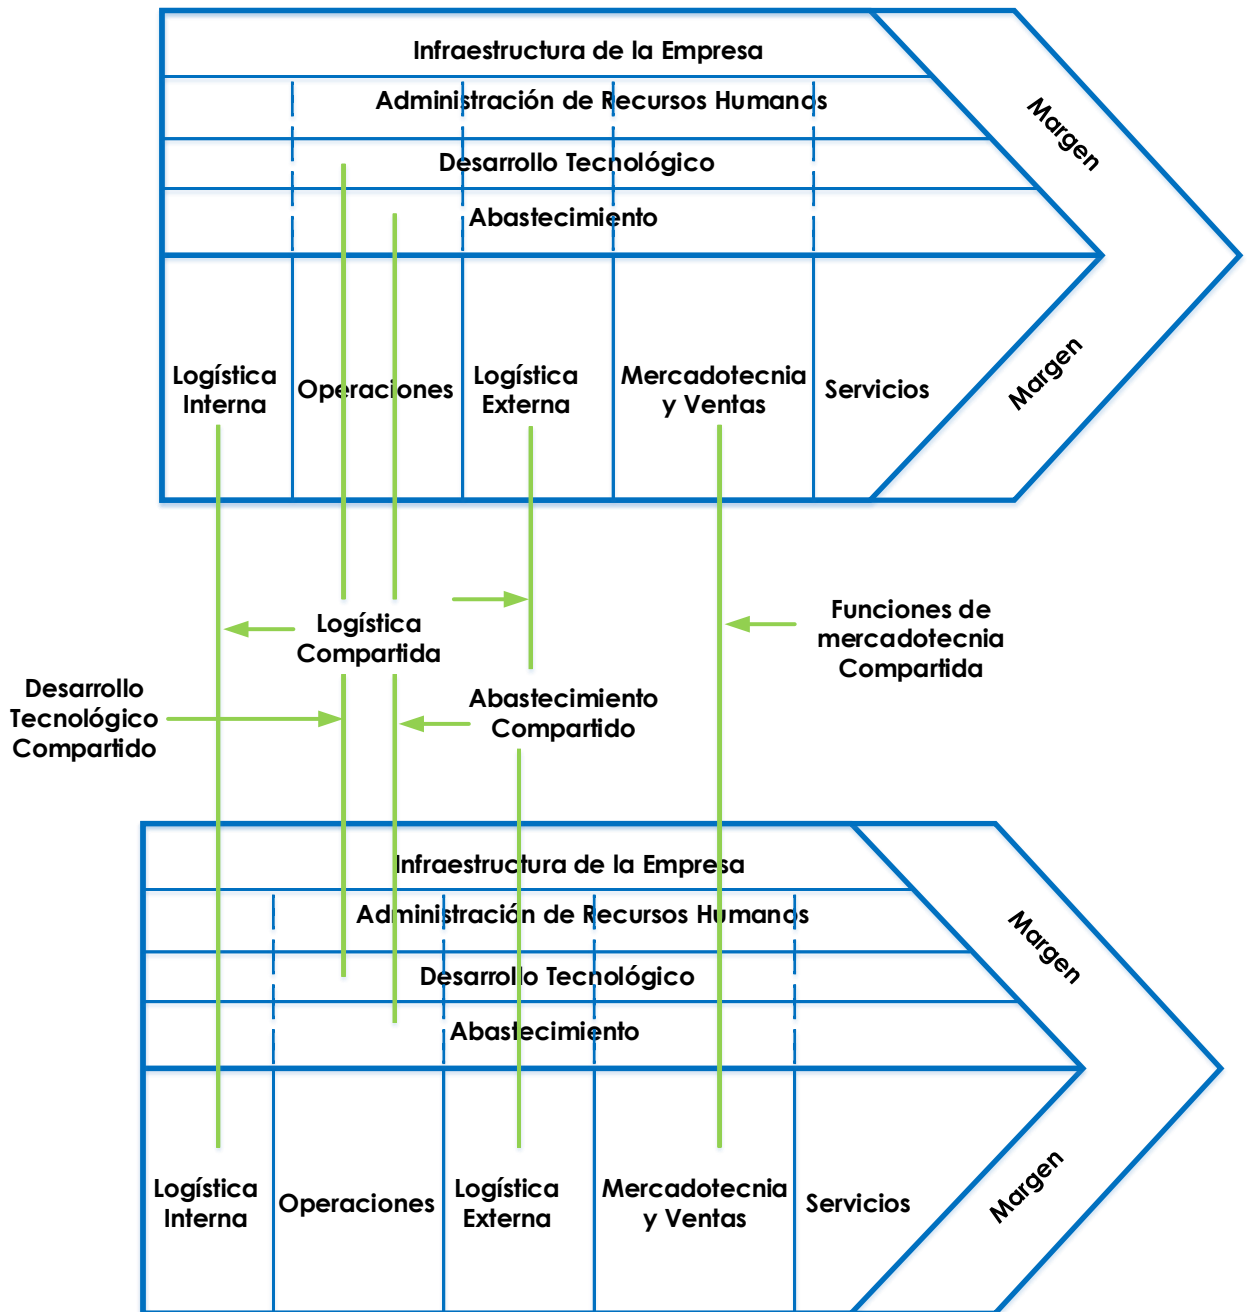 Infraestructura de la Empresa
Administración de Recursos Humanos
Desarrollo Tecnológico
Abastecimiento
Margen
Margen
Logística
Interna
Operaciones
Logística
Externa
Mercadotecnia
y Ventas
Servicios
Logística
Compartida
Funciones de
mercadotecnia
Compartida
Desarrollo
Tecnológico
Compartido
Abastecimiento
Compartido
Infraestructura de la Empresa
Administración de Recursos Humanos
Desarrollo Tecnológico
Abastecimiento
Margen
Margen
Logística
Interna
Operaciones
Logística
Externa
Mercadotecnia
y Ventas
Servicios